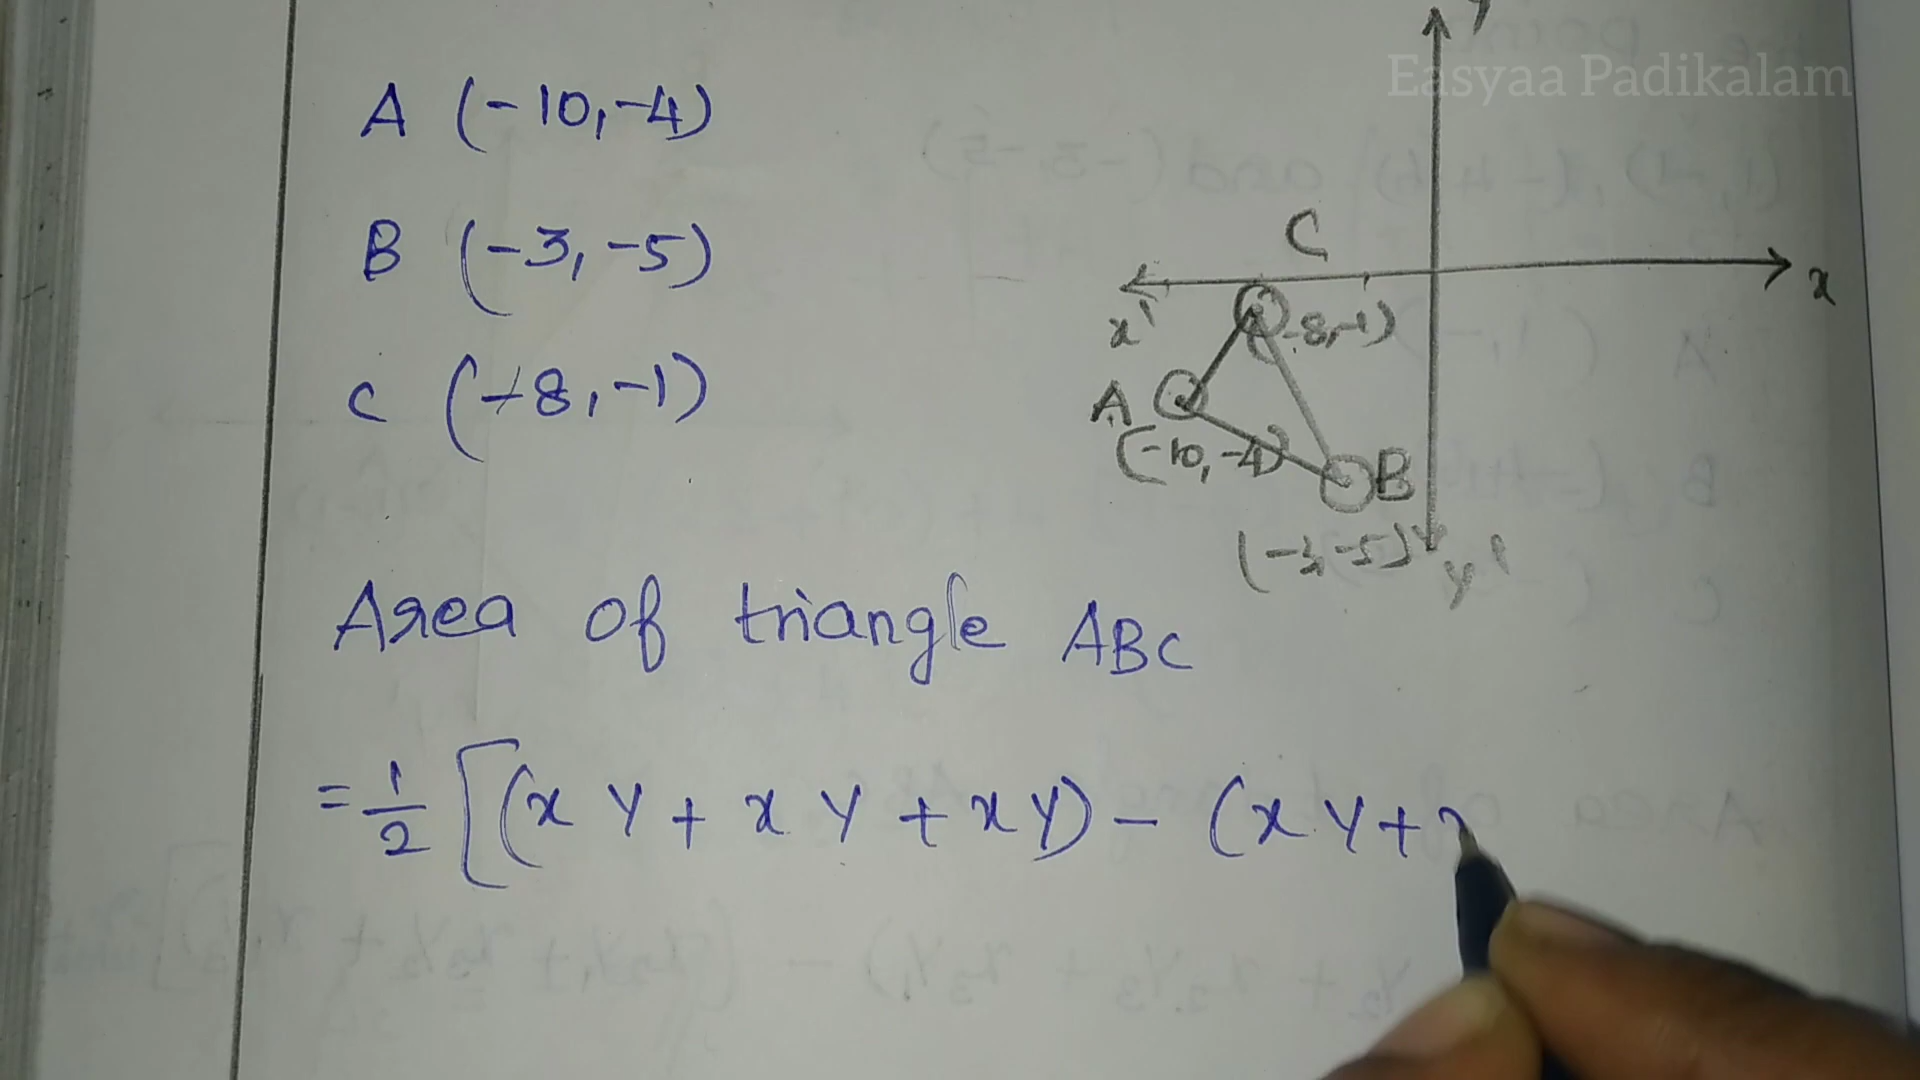 Easyaa Padikalam
A (-10,-4)
B (-3,-5)
C (-8,-1)
y
C
x
x'
-8,-1)
A
(-10,-4)
B
(-3,-5)
y'
Area of triangle ABC
= 1/2 [(x y + x y + x y) - (x y + x